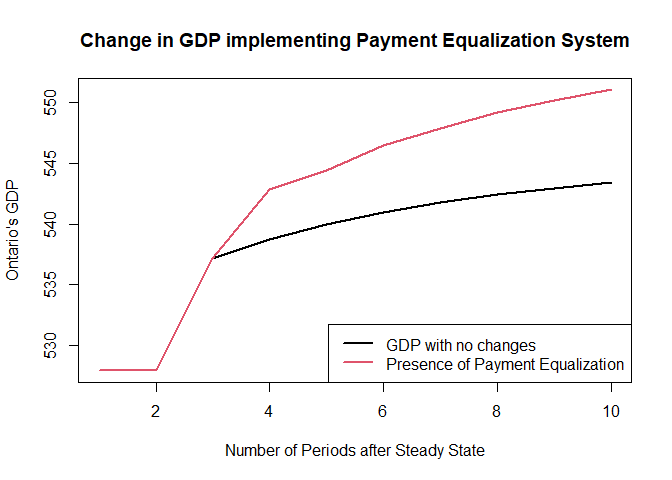 Change in GDP implementing Payment Equalization System
Ontario's GDP
550
545
540
535
530
GDP with no changes
Presence of Payment Equalization
2 4 6 8 10
Number of Periods after Steady State